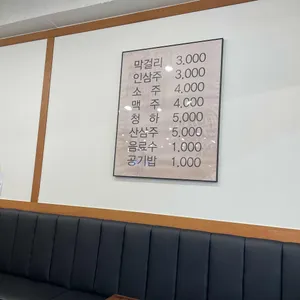 막걸리 3,000
인삼주 3,000
소 주 4,000
맥 주 4,000
청 하 5,000
산삼주 5,000
음료수 1,000
공기밥 1,000